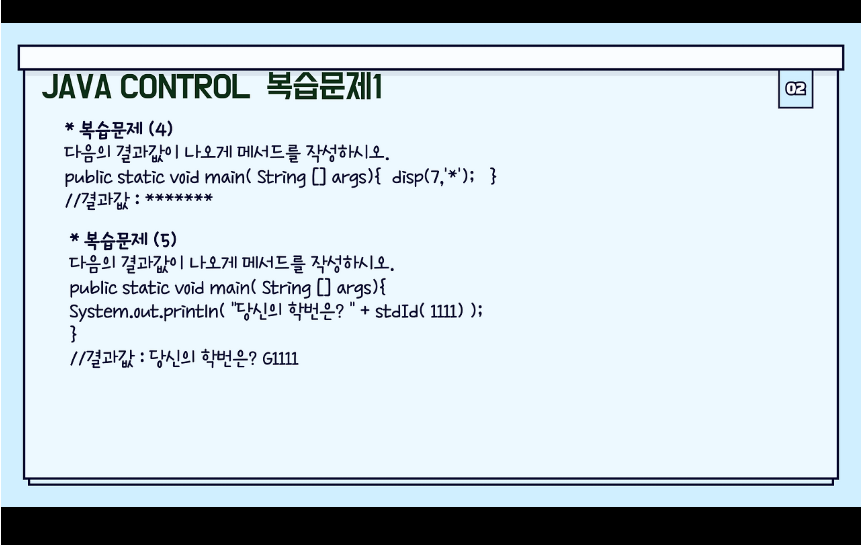 JAVA CONTROL 복습문제1
02
* 복습문제 (4)
다음의 결과값이 나오게 메서드를 작성하시오.
public static void main( String [] args){ disp(7,'*'); }
//결과값 : *******
* 복습문제 (5)
다음의 결과값이 나오게 메서드를 작성하시오.
public static void main( String [] args){
System.out.println( "당신의 학번은? " + stdId( 1111) );
}
//결과값 : 당신의 학번은? G1111